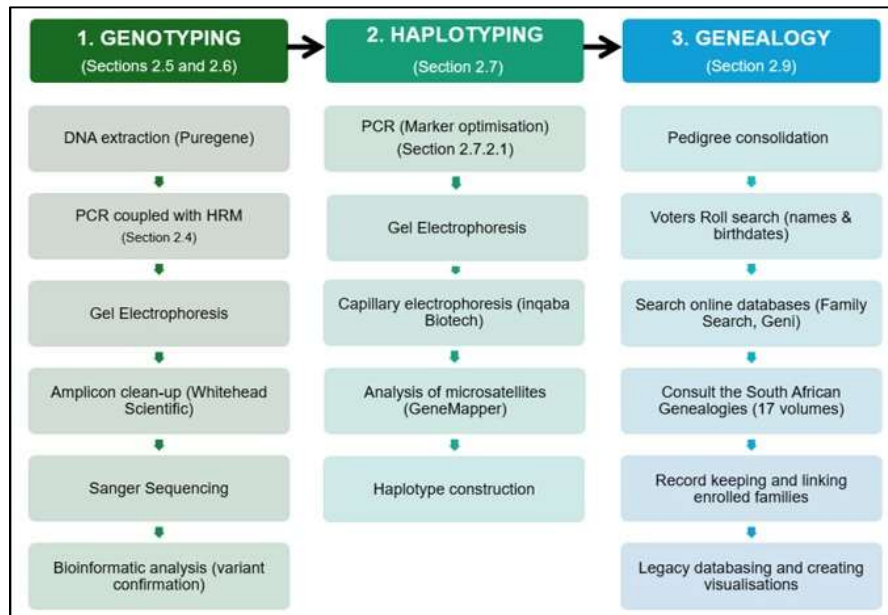 1. GENOTYPING
(Sections 2.5 and 2.6)
DNA extraction (Puregene)
PCR coupled with HRM
(Section 2.4)
Gel Electrophoresis
Amplicon clean-up (Whitehead
Scientific)
Sanger Sequencing
Bioinformatic analysis (variant
confirmation)
2. HAPLOTYPING
(Section 2.7)
PCR (Marker optimisation)
(Section 2.7.2.1)
Gel Electrophoresis
Capillary electrophoresis (inqaba
Biotech)
Analysis of microsatellites
(GeneMapper)
Haplotype construction
3. GENEALOGY
(Section 2.9)
Pedigree consolidation
Voters Roll search (names &
birthdates)
Search online databases (Family
Search, Geni)
Consult the South African
Genealogies (17 volumes)
Record keeping and linking
enrolled families
Legacy databasing and creating
visualisations